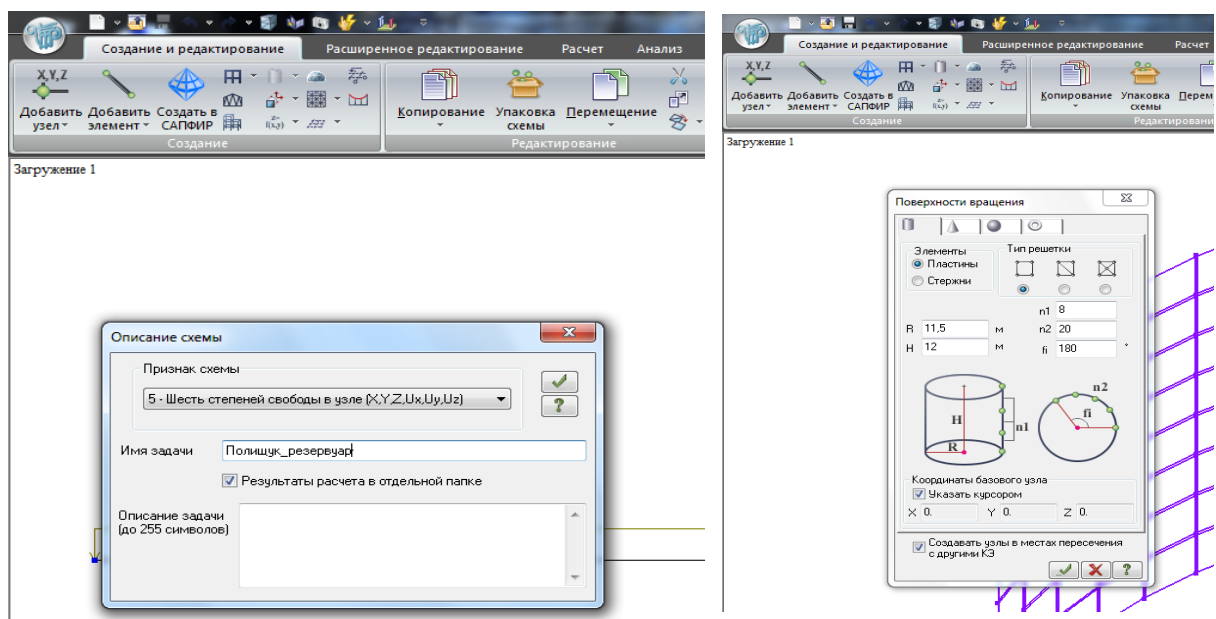 Создание и редактирование Расширенное редактирование Расчет Анализ
X,Y,Z
Добавить узел
Добавить элемент
Создать в САПФИР
Копирование
Упаковка схемы
Перемещение
Создание
Редактирование
Загружение 1
Описание схемы
Признак схемы
5 - Шесть степеней свободы в узле (X,Y,Z,Ux,Uy,Uz)
Имя задачи Полищук_резервуар
Результаты расчета в отдельной папке
Описание задачи
(до 255 символов)
Создание и редактирование Расширенное редактирование Расчет
X,Y,Z
Добавить узел
Добавить элемент
Создать в САПФИР
Копирование
Упаковка схемы
Перем
Создание
Загружение 1
Поверхности вращения
Элементы
Пластины
Стержни
Тип решетки
n1 8
R 11,5 м n2 20
H 12 м fi 180 °
H
R
n1
n2
fi
Координаты базового узла
Указать курсором
X 0. Y 0. Z 0.
Создавать узлы в местах пересечения
с другими КЭ